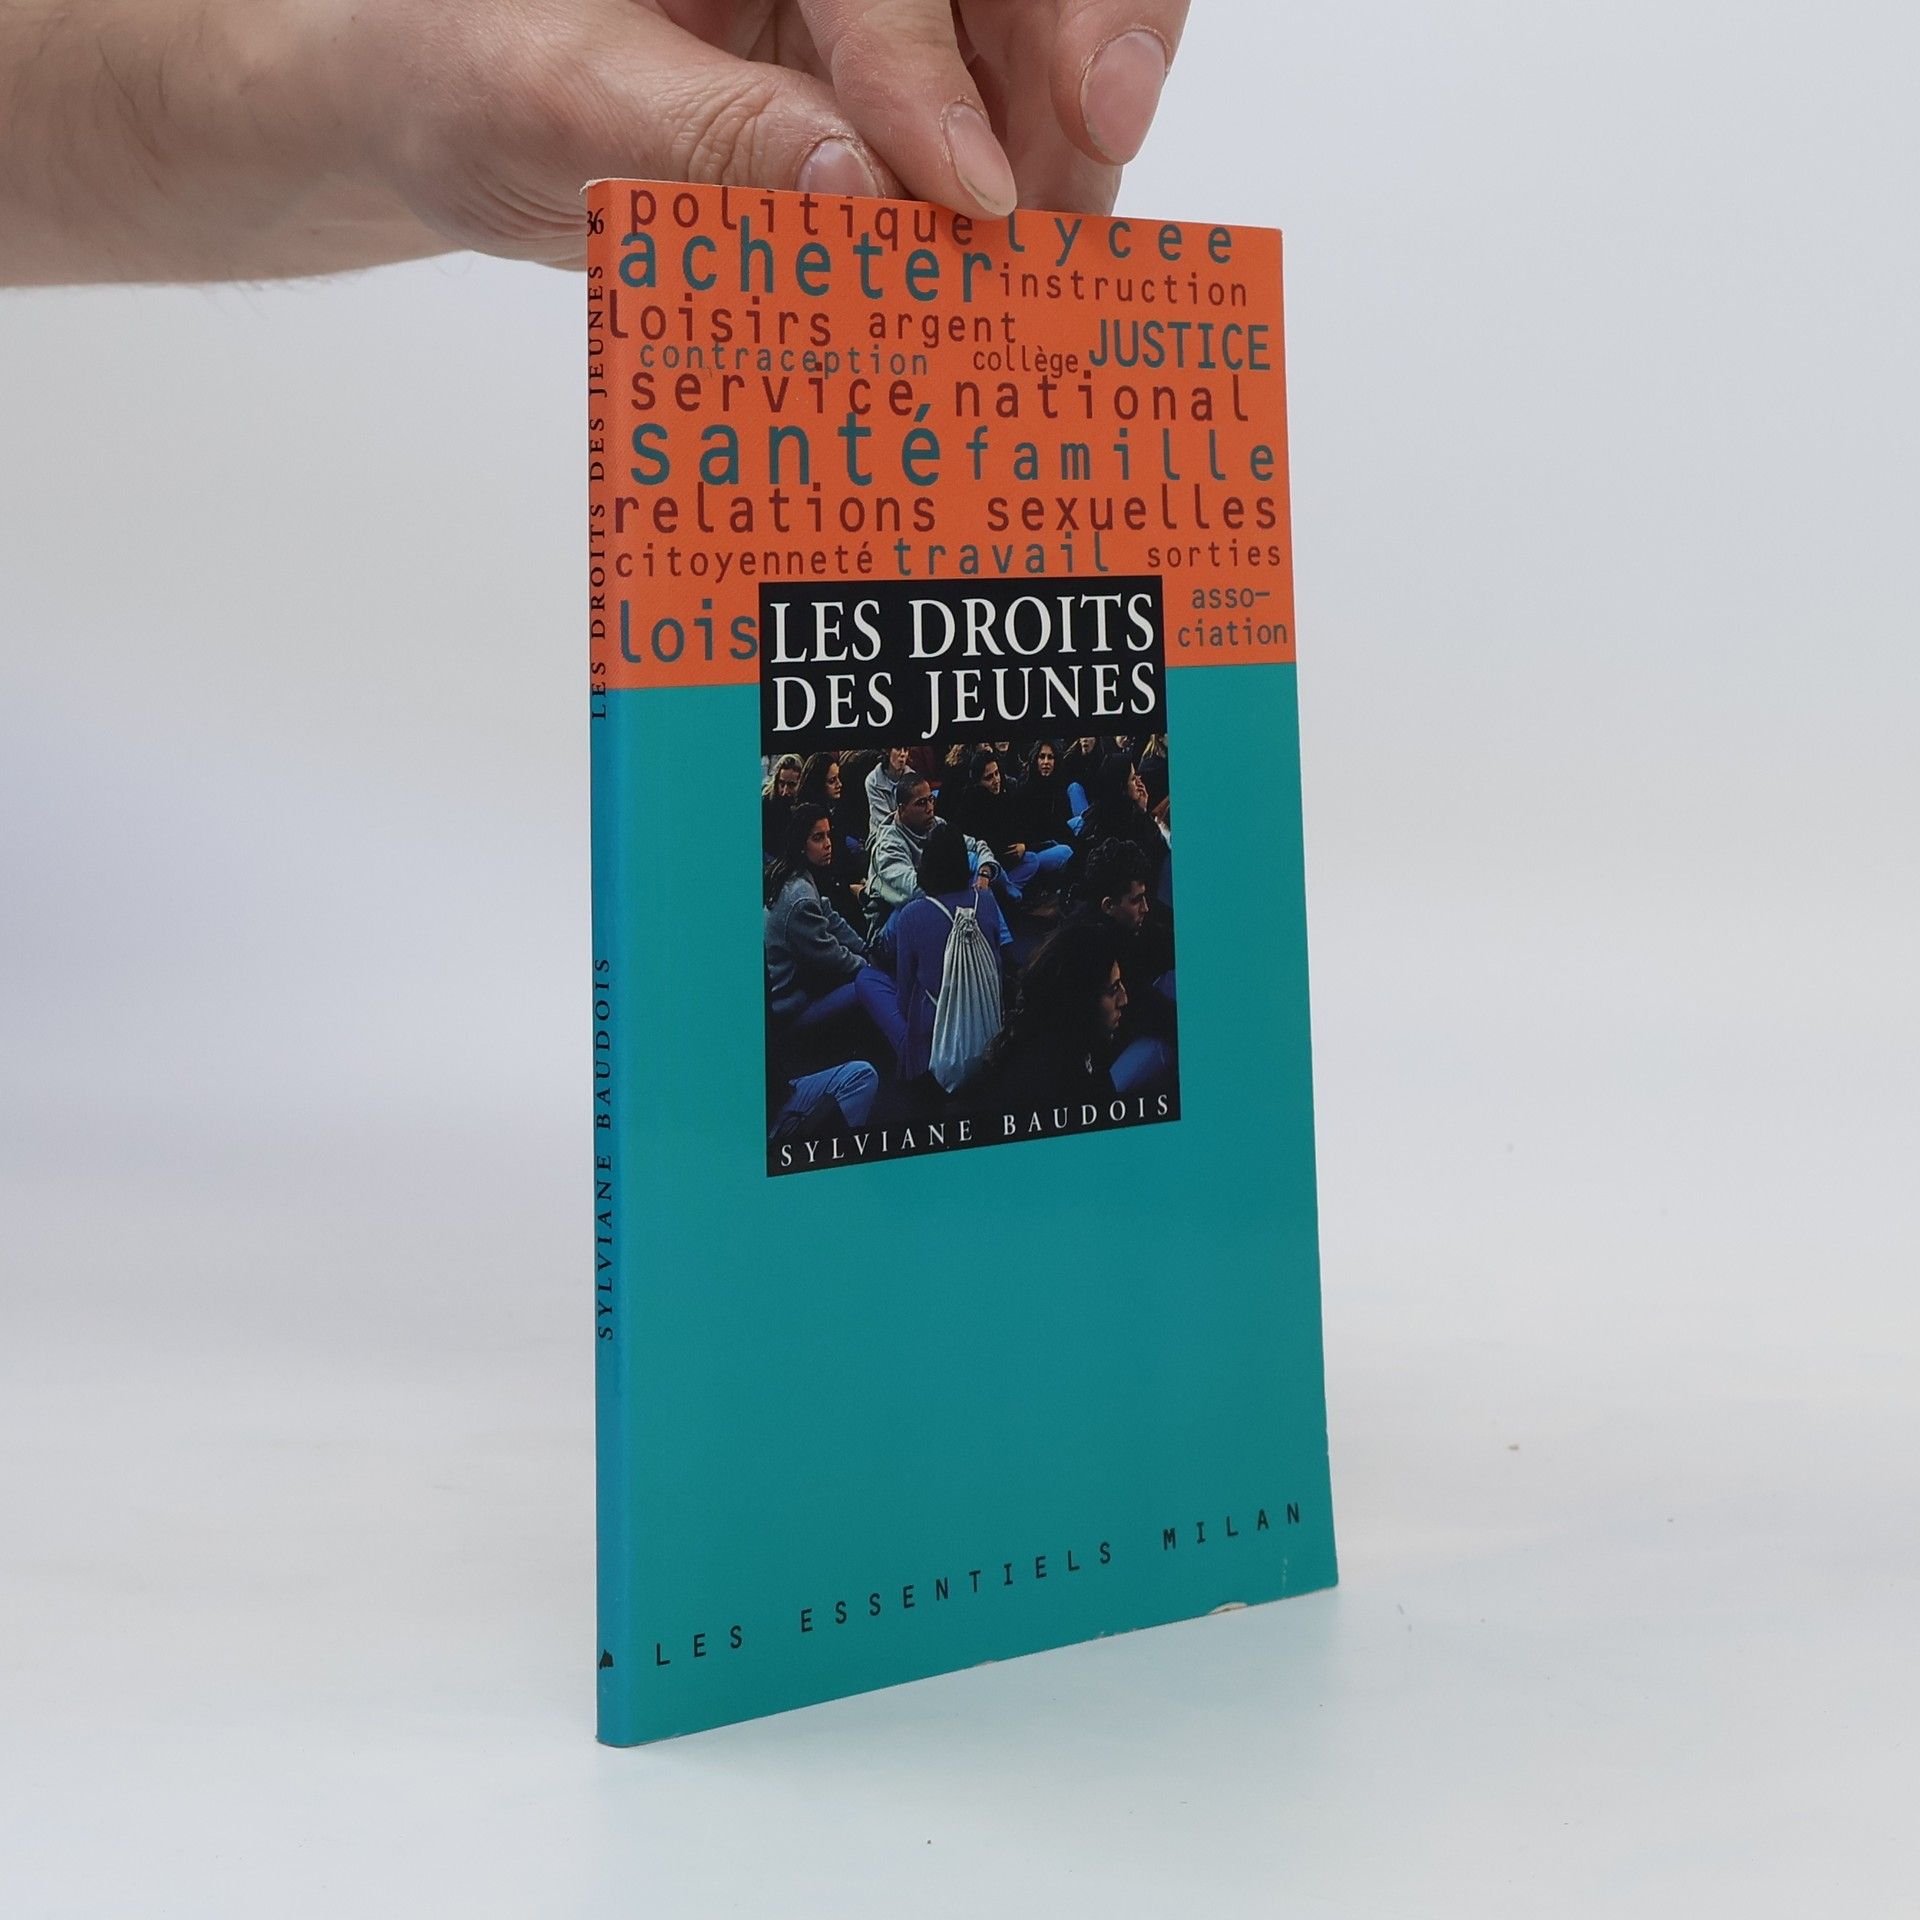 36 LES DROITS DES JEUNES SYLVIANE BAUDOIS
politique lycée
acheter instruction
loisirs argent JUSTICE
contraception collège
service national
santé famille
relations sexuelles
citoyenneté travail sorties
lois asso-
ciation
LES DROITS
DES JEUNES
SYLVIANE BAUDOIS
LES ESSENTIELS MILAN